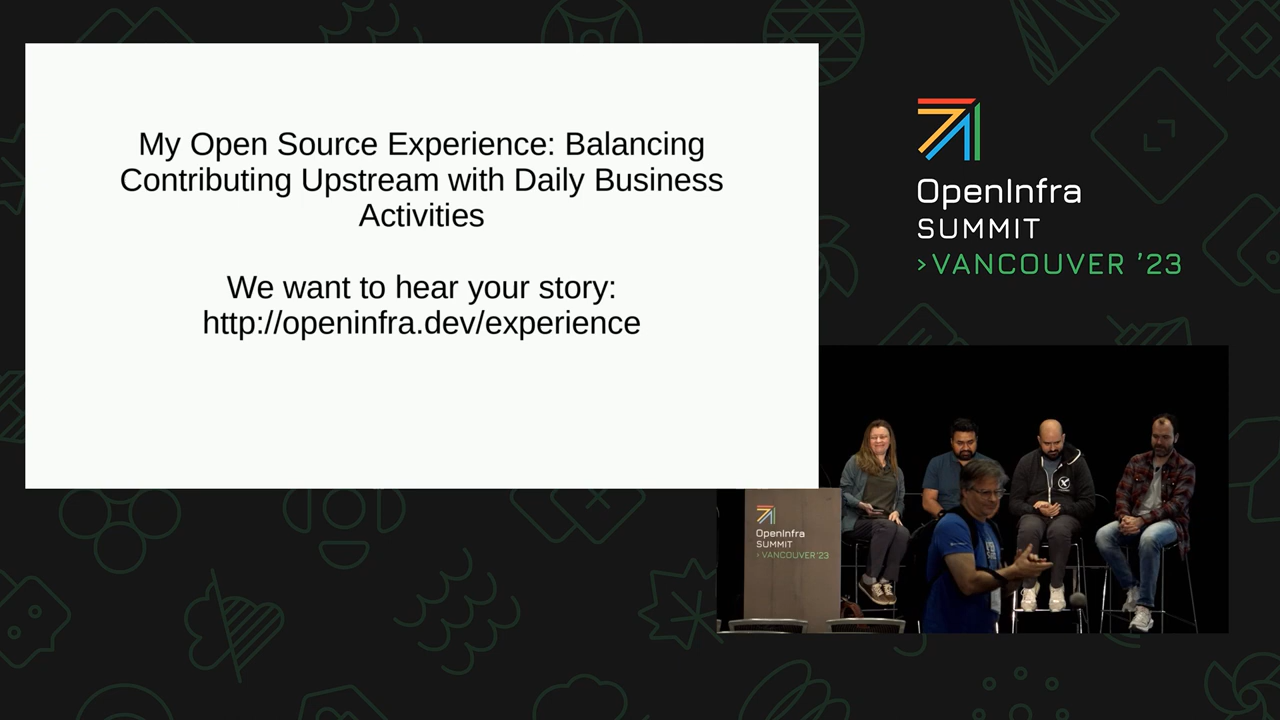 My Open Source Experience: Balancing
Contributing Upstream with Daily Business
Activities
We want to hear your story:
http://openinfra.dev/experience
OpenInfra
SUMMIT
>VANCOUVER '23
OpenInfra
SUMMIT
>VANCOUVER'23